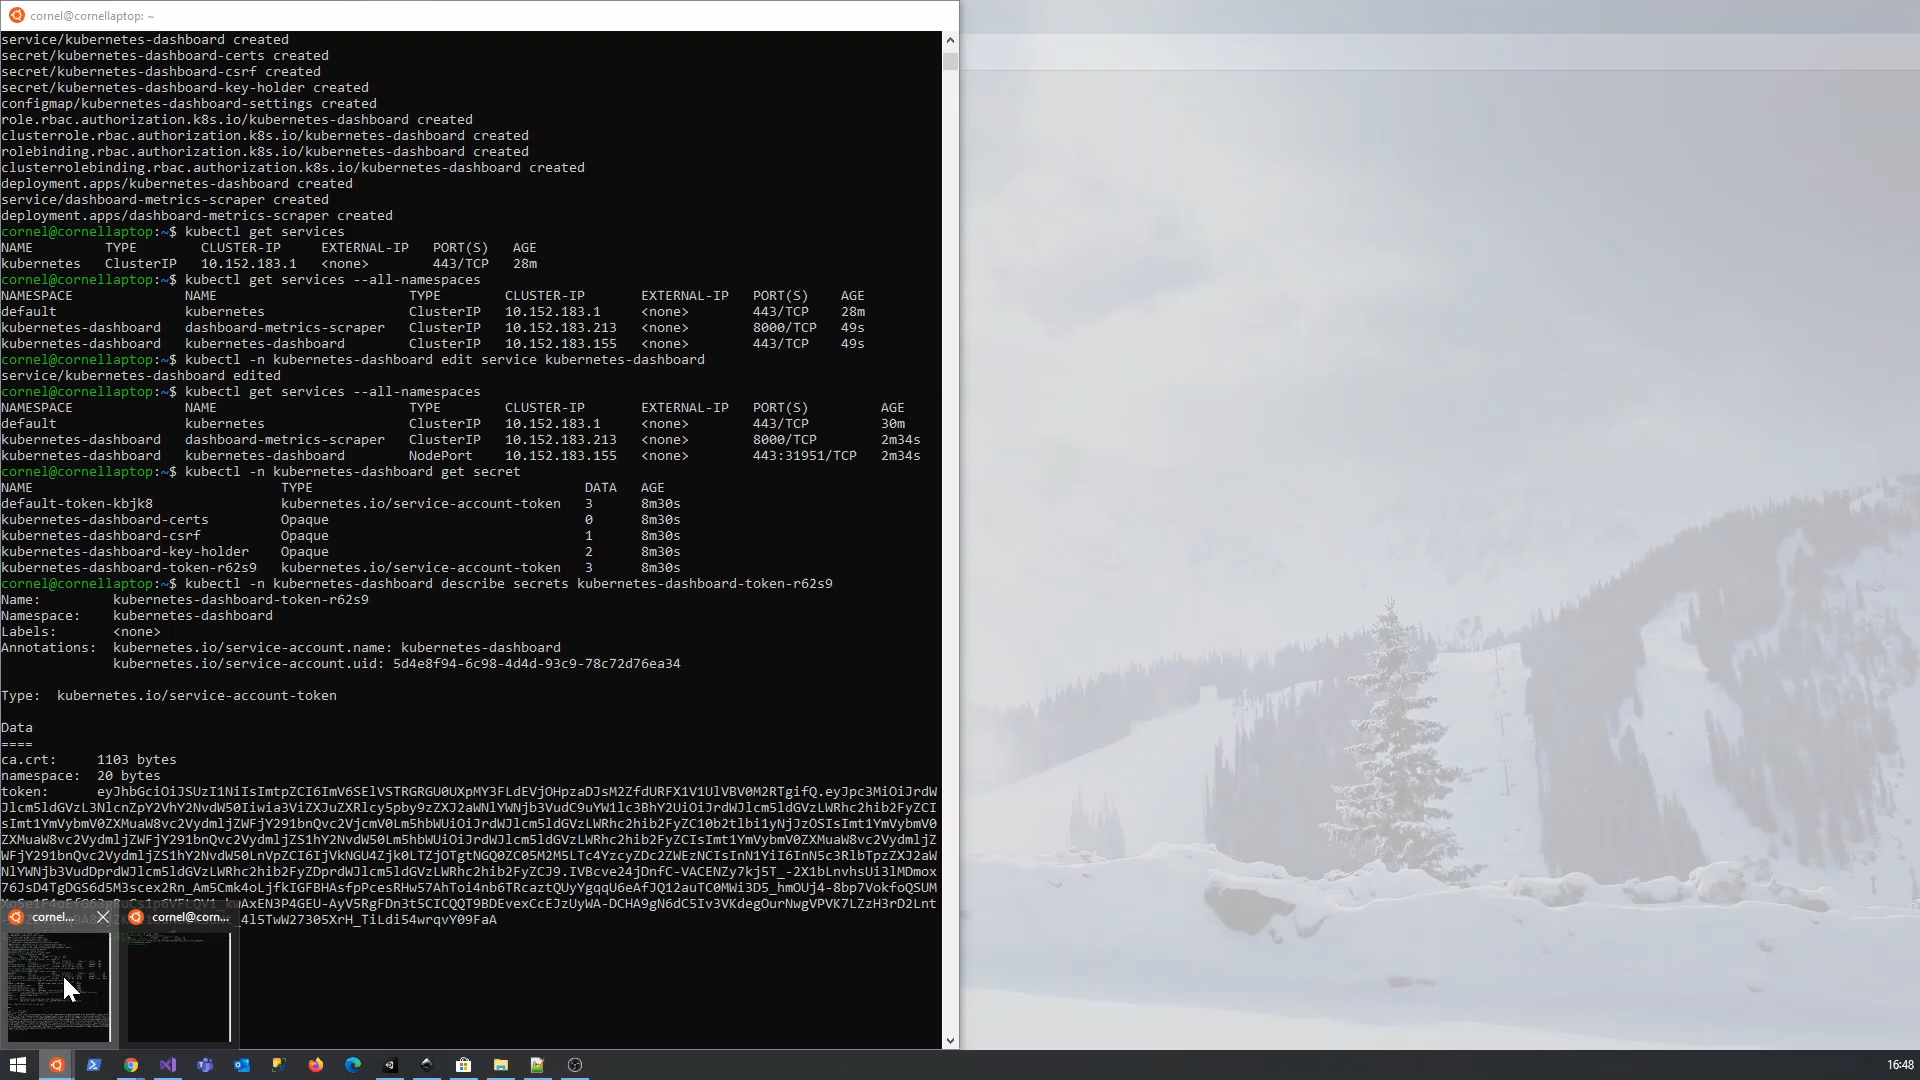 cornel@cornellaptop: ~
service/kubernetes-dashboard created
secret/kubernetes-dashboard-certs created
secret/kubernetes-dashboard-csrf created
secret/kubernetes-dashboard-key-holder created
configmap/kubernetes-dashboard-settings created
role.rbac.authorization.k8s.io/kubernetes-dashboard created
clusterrole.rbac.authorization.k8s.io/kubernetes-dashboard created
rolebinding.rbac.authorization.k8s.io/kubernetes-dashboard created
clusterrolebinding.rbac.authorization.k8s.io/kubernetes-dashboard created
deployment.apps/kubernetes-dashboard created
service/dashboard-metrics-scraper created
deployment.apps/dashboard-metrics-scraper created
cornel@cornellaptop:~$ kubectl get services
NAME TYPE CLUSTER-IP EXTERNAL-IP PORT(S) AGE
kubernetes ClusterIP 10.152.183.1 <none> 443/TCP 28m
cornel@cornellaptop:~$ kubectl get services --all-namespaces
NAMESPACE NAME TYPE CLUSTER-IP EXTERNAL-IP PORT(S) AGE
default kubernetes ClusterIP 10.152.183.1 <none> 443/TCP 28m
kubernetes-dashboard dashboard-metrics-scraper ClusterIP 10.152.183.213 <none> 8000/TCP 49s
kubernetes-dashboard kubernetes-dashboard ClusterIP 10.152.183.155 <none> 443/TCP 49s
cornel@cornellaptop:~$ kubectl -n kubernetes-dashboard edit service kubernetes-dashboard
service/kubernetes-dashboard edited
cornel@cornellaptop:~$ kubectl get services --all-namespaces
NAMESPACE NAME TYPE CLUSTER-IP EXTERNAL-IP PORT(S) AGE
default kubernetes ClusterIP 10.152.183.1 <none> 443/TCP 30m
kubernetes-dashboard dashboard-metrics-scraper ClusterIP 10.152.183.213 <none> 8000/TCP 2m34s
kubernetes-dashboard kubernetes-dashboard NodePort 10.152.183.155 <none> 443:31951/TCP 2m34s
cornel@cornellaptop:~$ kubectl -n kubernetes-dashboard get secret
NAME TYPE DATA AGE
default-token-kbjk8 kubernetes.io/service-account-token 3 8m30s
kubernetes-dashboard-certs Opaque 0 8m30s
kubernetes-dashboard-csrf Opaque 1 8m30s
kubernetes-dashboard-key-holder Opaque 2 8m30s
kubernetes-dashboard-token-r62s9 kubernetes.io/service-account-token 3 8m30s
cornel@cornellaptop:~$ kubectl -n kubernetes-dashboard describe secrets kubernetes-dashboard-token-r62s9
Name: kubernetes-dashboard-token-r62s9
Namespace: kubernetes-dashboard
Labels: <none>
Annotations: kubernetes.io/service-account.name: kubernetes-dashboard
kubernetes.io/service-account.uid: 5d4e8f94-6c98-4d4d-93c9-78c72d76ea34
Type: kubernetes.io/service-account-token
Data
====
ca.crt: 1103 bytes
namespace: 20 bytes
token:
cornel...
cornel@corn...
16:48